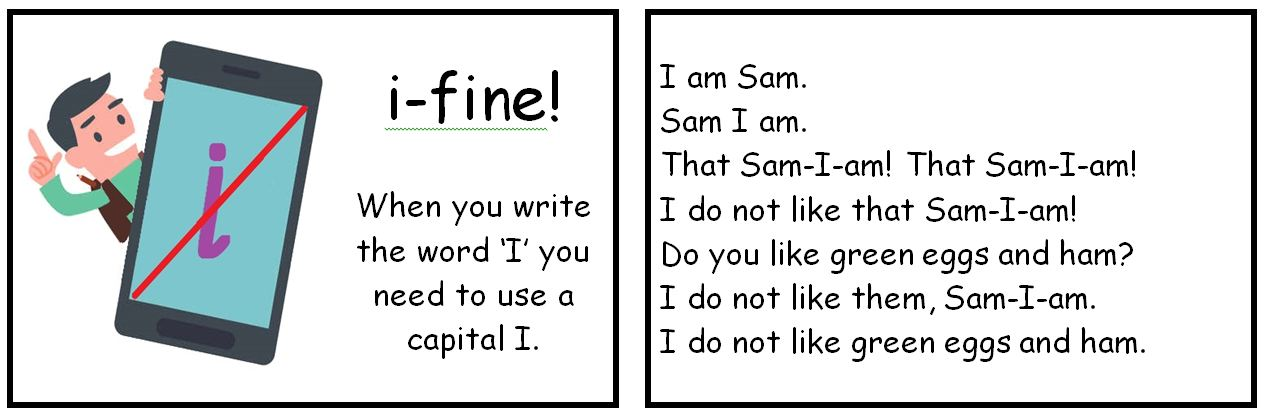 i
i-fine!
When you write
the word ‘I’ you
need to use a
capital I.
I am Sam.
Sam I am.
That Sam-I-am! That Sam-I-am!
I do not like that Sam-I-am!
Do you like green eggs and ham?
I do not like them, Sam-I-am.
I do not like green eggs and ham.